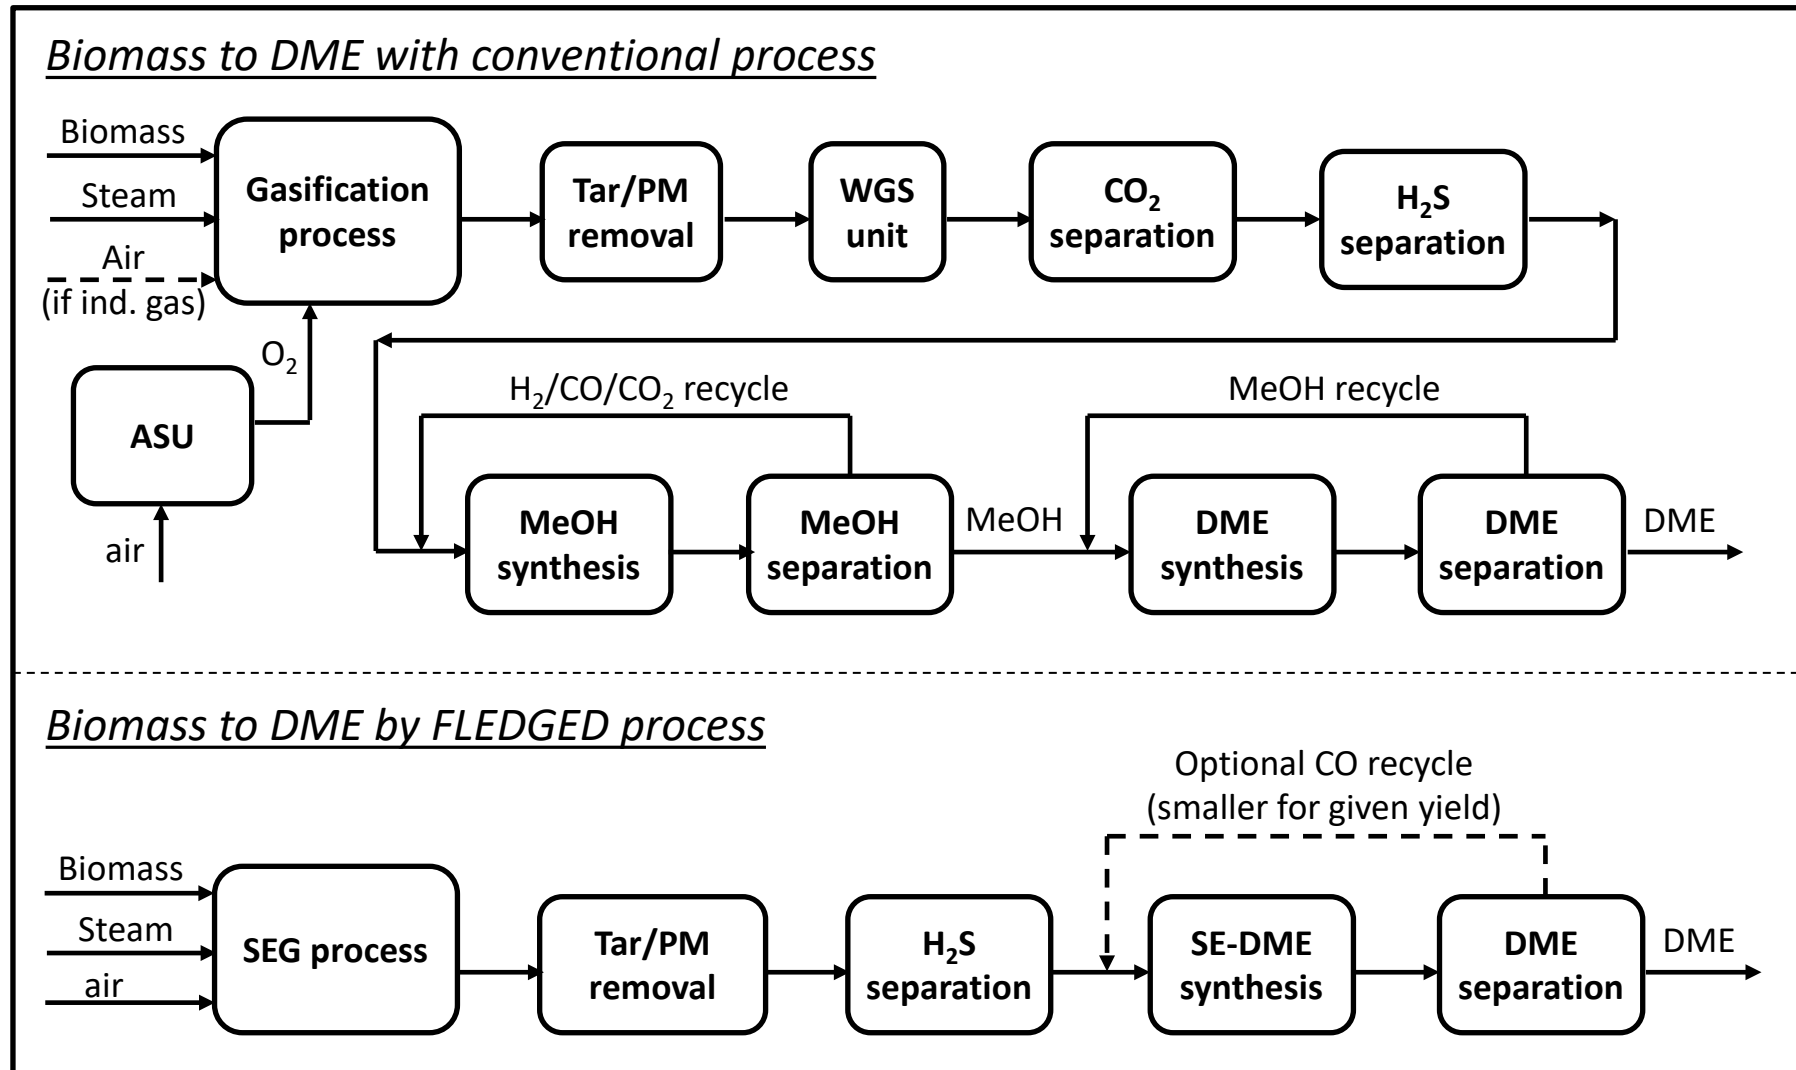 Biomass to DME with conventional process
Biomass
Steam
Air
(if ind. gas)
Gasification
process
Tar/PM
removal
WGS
unit
CO₂
separation
H₂S
separation
O₂
ASU
air
H₂/CO/CO₂ recycle
MeOH recycle
MeOH
synthesis
MeOH
separation
MeOH
DME
synthesis
DME
separation
DME
Biomass to DME by FLEDGED process
Optional CO recycle
(smaller for given yield)
Biomass
Steam
air
SEG process
Tar/PM
removal
H₂S
separation
SE-DME
synthesis
DME
separation
DME